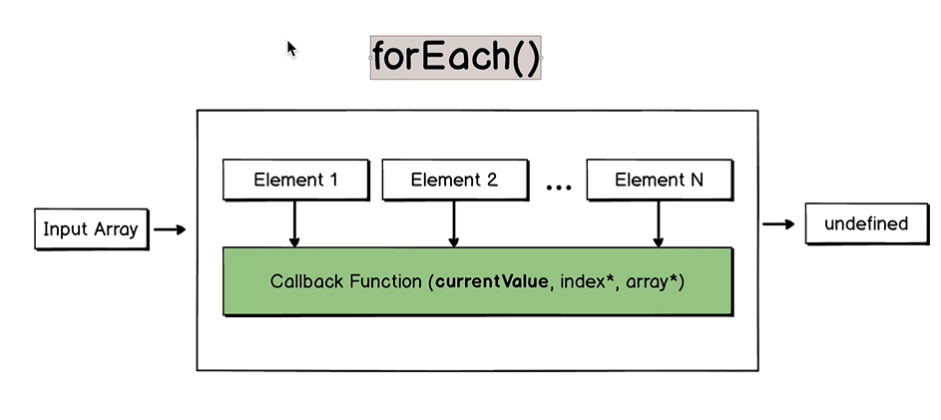 forEach()
Element 1
Element 2
...
Element N
Input Array
undefined
Callback Function (currentValue, index*, array*)